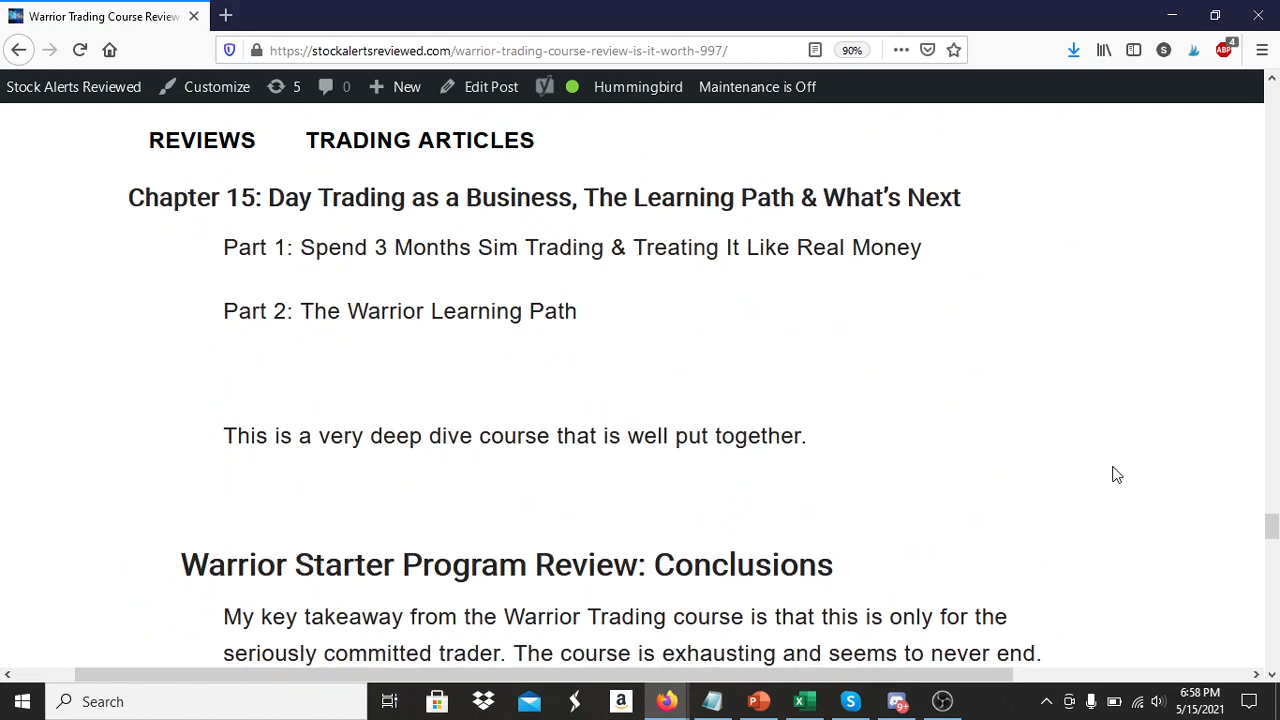 Warrior Trading Course Review
https://stockalertsreviewed.com/warrior-trading-course-review-is-it-worth-997/
90%
S
ABP
4
Stock Alerts Reviewed
Customize
5
0
New
Edit Post
Hummingbird
Maintenance is Off
REVIEWS
TRADING ARTICLES
Chapter 15: Day Trading as a Business, The Learning Path & What’s Next
Part 1: Spend 3 Months Sim Trading & Treating It Like Real Money
Part 2: The Warrior Learning Path
This is a very deep dive course that is well put together.
Warrior Starter Program Review: Conclusions
My key takeaway from the Warrior Trading course is that this is only for the
seriously committed trader. The course is exhausting and seems to never end.
Search
9+
6:58 PM
5/15/2021